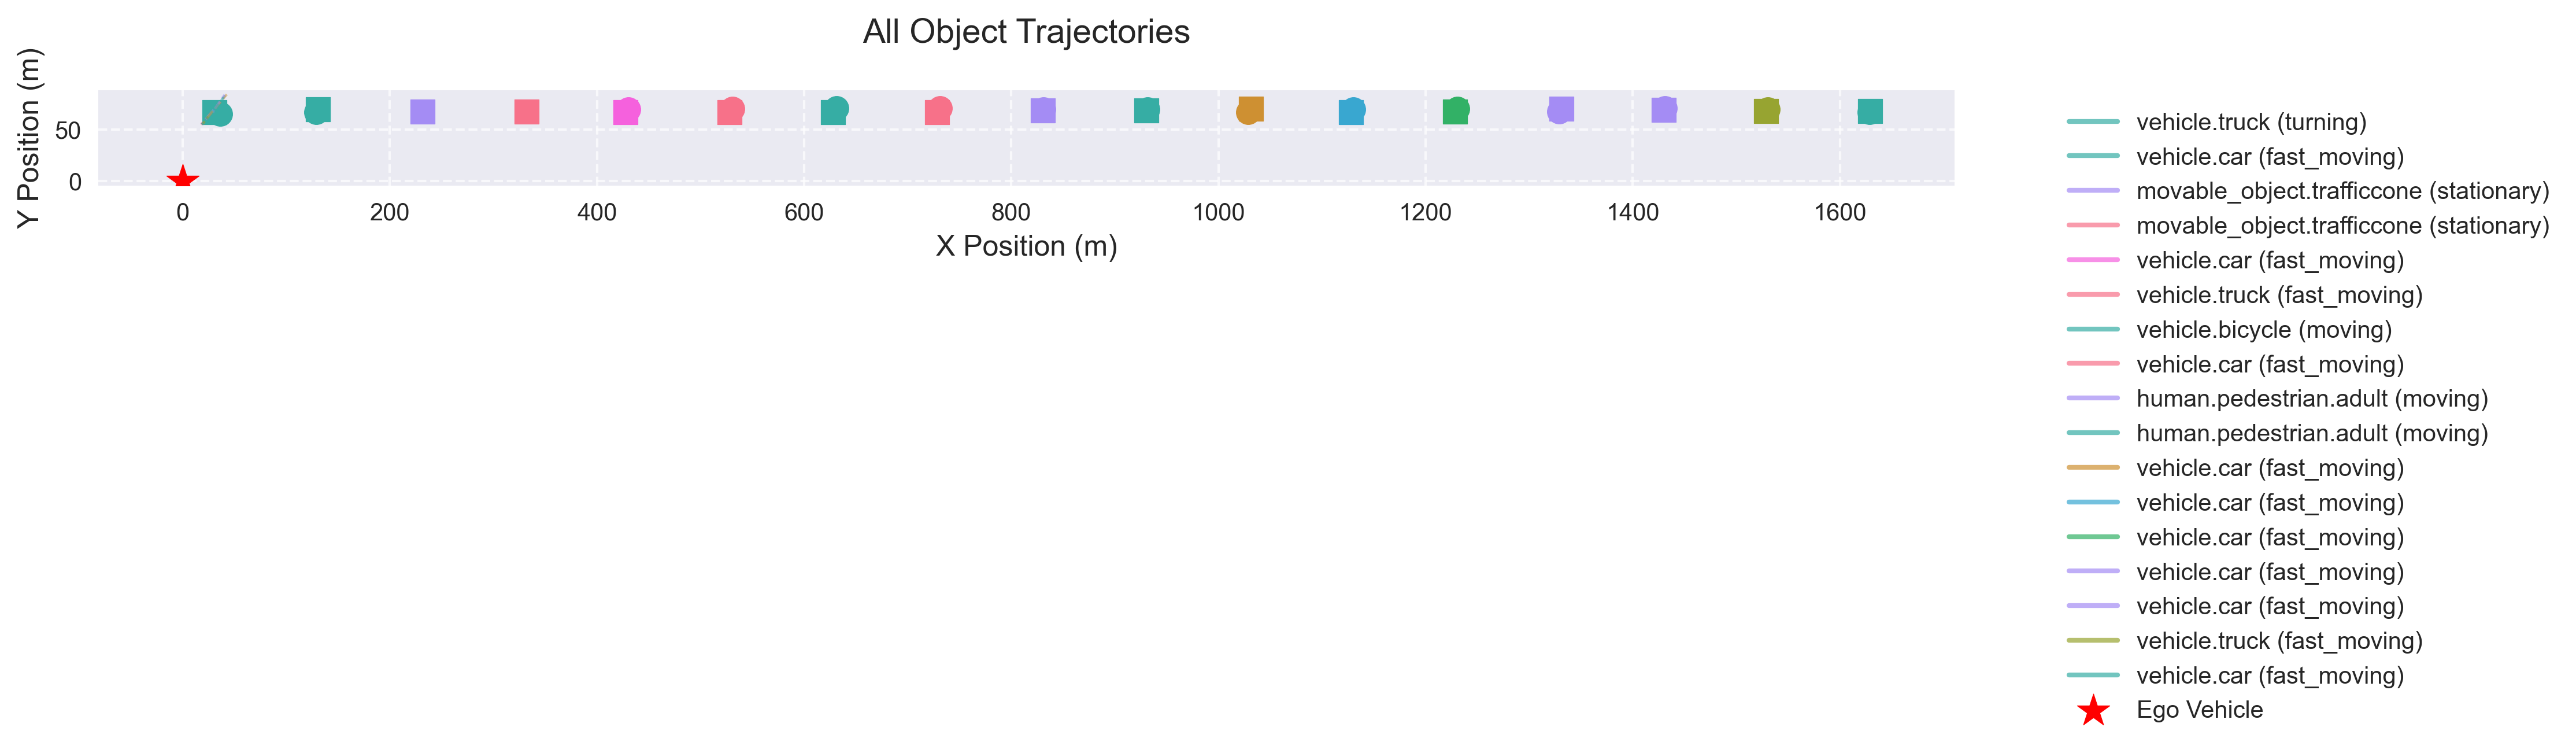 All Object Trajectories
Y Position (m)
50
0
0 200 400 600 800 1000 1200 1400 1600
X Position (m)
vehicle.truck (turning)
vehicle.car (fast_moving)
movable_object.trafficcone (stationary)
movable_object.trafficcone (stationary)
vehicle.car (fast_moving)
vehicle.truck (fast_moving)
vehicle.bicycle (moving)
vehicle.car (fast_moving)
human.pedestrian.adult (moving)
human.pedestrian.adult (moving)
vehicle.car (fast_moving)
vehicle.car (fast_moving)
vehicle.car (fast_moving)
vehicle.car (fast_moving)
vehicle.car (fast_moving)
vehicle.truck (fast_moving)
vehicle.car (fast_moving)
Ego Vehicle